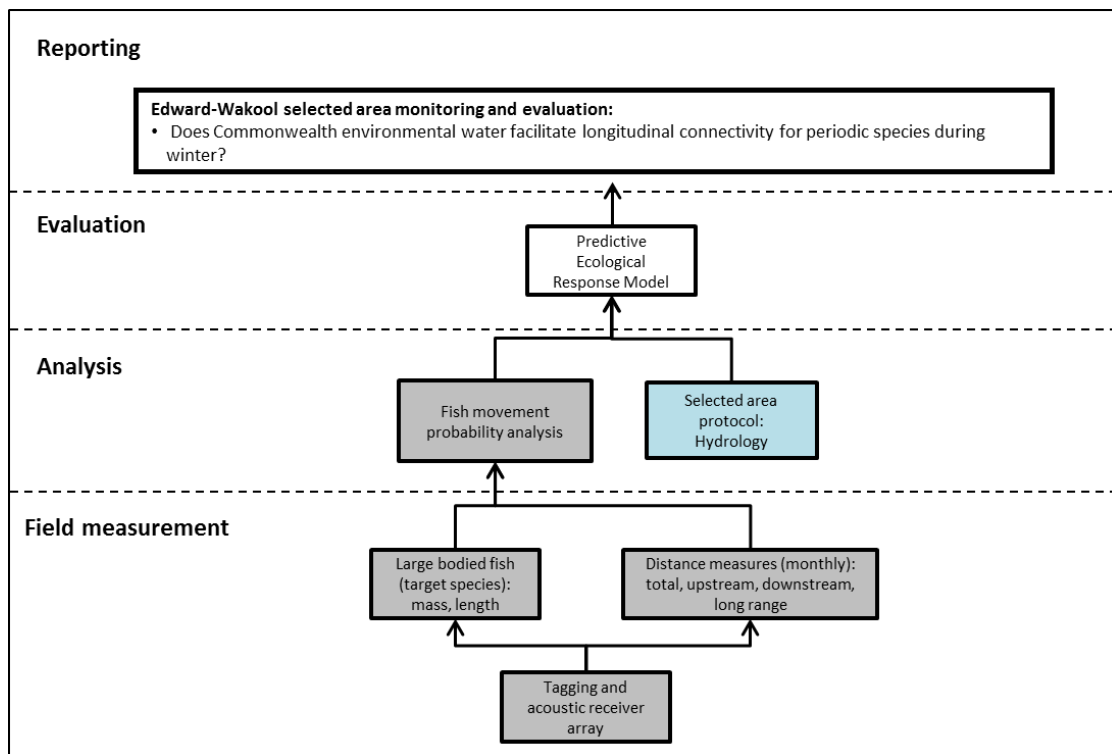 Reporting
Edward-Wakool selected area monitoring and evaluation:
• Does Commonwealth environmental water facilitate longitudinal connectivity for periodic species during
winter?
Evaluation
Predictive
Ecological
Response Model
Analysis
Fish movement
probability analysis
Selected area
protocol:
Hydrology
Field measurement
Large bodied fish
(target species):
mass, length
Distance measures (monthly):
total, upstream, downstream,
long range
Tagging and
acoustic receiver
array